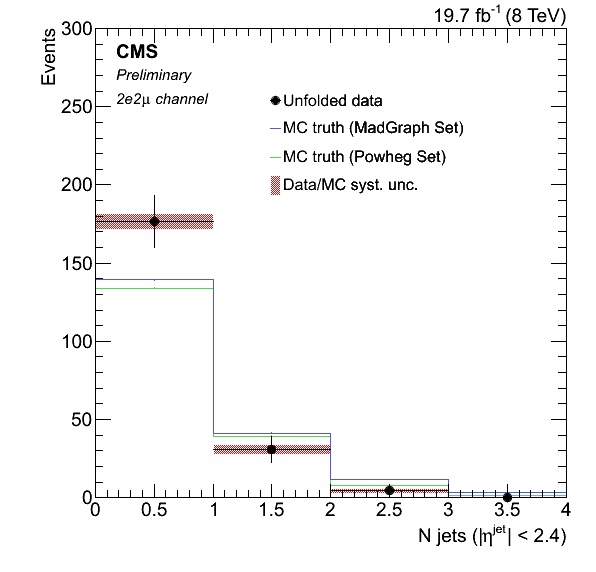 19.7 fb⁻¹ (8 TeV)
Events
300
250
200
150
100
50
0
CMS
Preliminary
2e2μ channel
Unfolded data
MC truth (MadGraph Set)
MC truth (Powheg Set)
Data/MC syst. unc.
0 0.5 1 1.5 2 2.5 3 3.5 4
N jets (|η^jet| < 2.4)